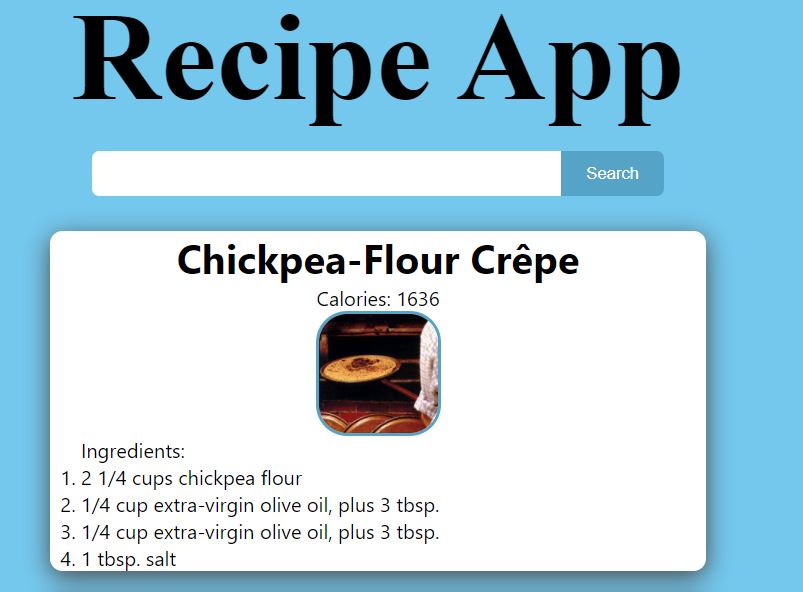 Recipe App
Search
Chickpea-Flour Crêpe
Calories: 1636
Ingredients:
1. 2 1/4 cups chickpea flour
2. 1/4 cup extra-virgin olive oil, plus 3 tbsp.
3. 1/4 cup extra-virgin olive oil, plus 3 tbsp.
4. 1 tbsp. salt